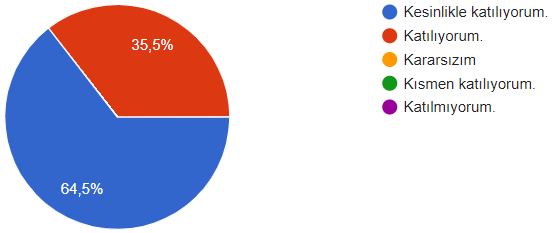 35,5%
64,5%
Kesinlikle katılıyorum.
Katılıyorum.
Kararsızım
Kısmen katılıyorum.
Katılmıyorum.